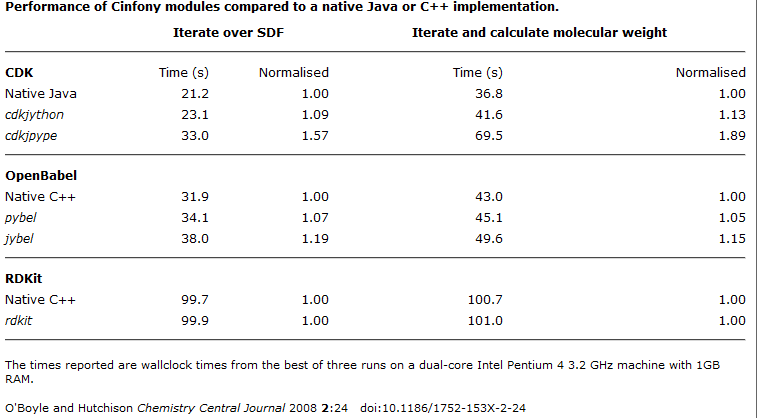 Performance of Cinfony modules compared to a native Java or C++ implementation.
Iterate over SDF Iterate and calculate molecular weight
CDK Time (s) Normalised Time (s) Normalised
Native Java 21.2 1.00 36.8 1.00
cdkjython 23.1 1.09 41.6 1.13
cdkjpype 33.0 1.57 69.5 1.89
OpenBabel
Native C++ 31.9 1.00 43.0 1.00
pybel 34.1 1.07 45.1 1.05
jybel 38.0 1.19 49.6 1.15
RDKit
Native C++ 99.7 1.00 100.7 1.00
rdkit 99.9 1.00 101.0 1.00
The times reported are wallclock times from the best of three runs on a dual-core Intel Pentium 4 3.2 GHz machine with 1GB
RAM.
O'Boyle and Hutchison Chemistry Central Journal 2008 2:24 doi:10.1186/1752-153X-2-24